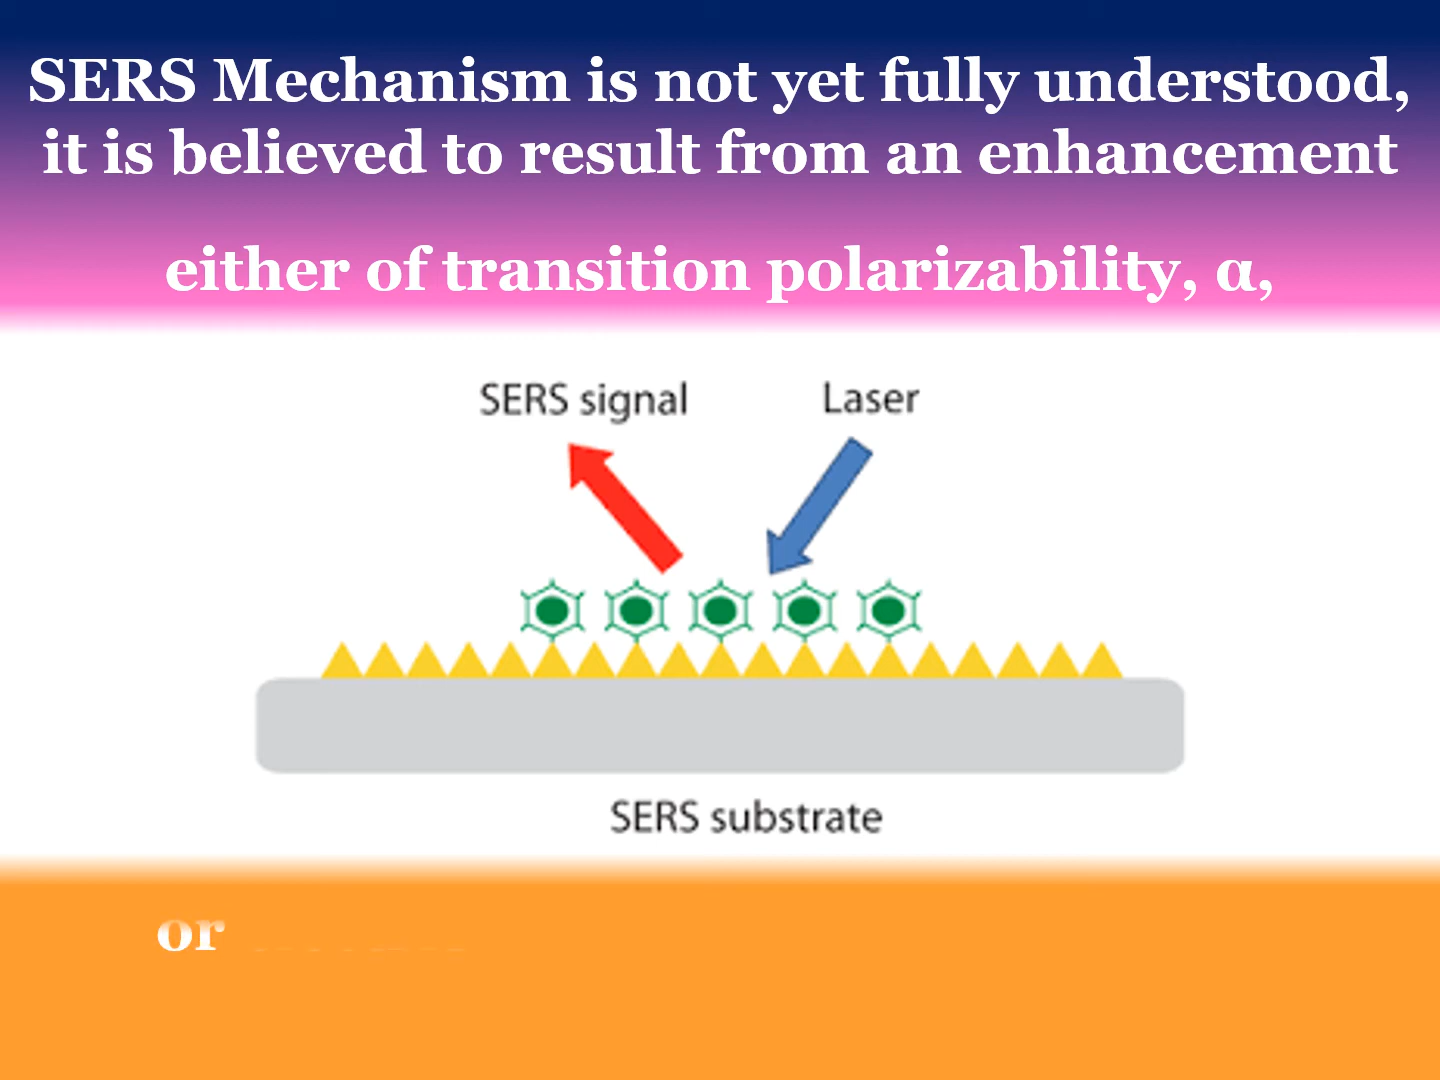 SERS Mechanism is not yet fully understood,
it is believed to result from an enhancement
either of transition polarizability, α,
SERS signal
Laser
SERS substrate
or